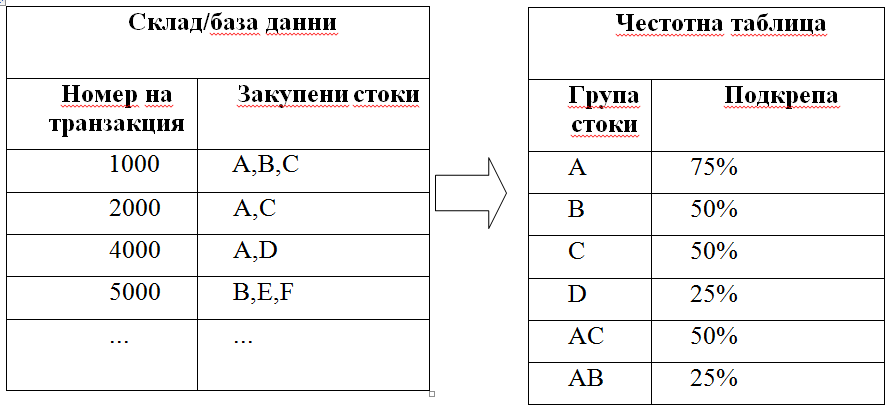 Склад/база данни
Номер на транзакция Закупени стоки
1000 A,B,C
2000 A,C
4000 A,D
5000 B,E,F
... ...
Честотна таблица
Група стоки Подкрепа
A 75%
B 50%
C 50%
D 25%
AC 50%
AB 25%